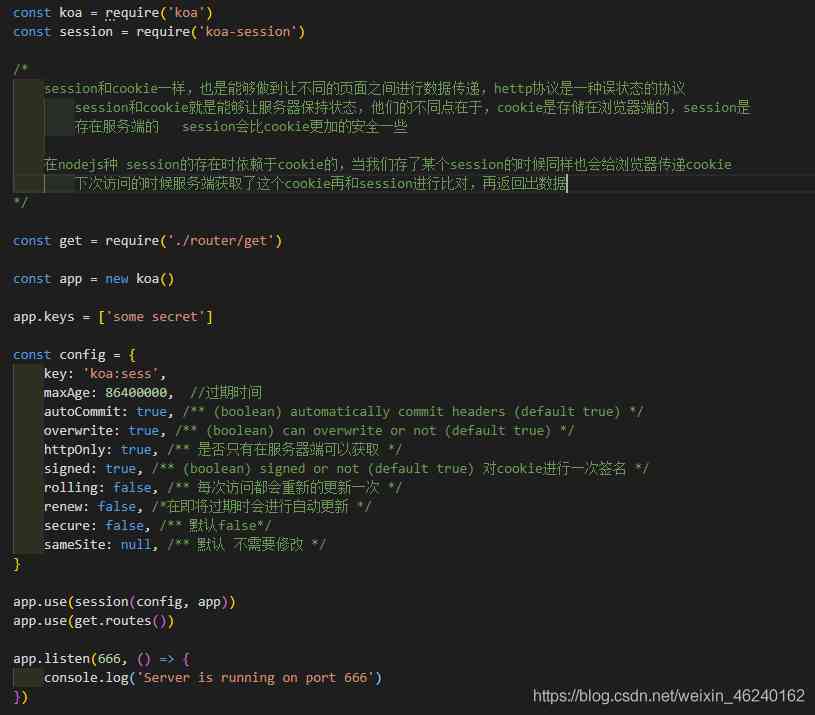 const koa = require('koa')
const session = require('koa-session')
/*
session和cookie一样，也是能够做到让不同的页面之间进行数据传递，hettp协议是一种误状态的协议
session和cookie就是能够让服务器保持状态，他们的不同点在于，cookie是存储在浏览器端的，session是
存在服务端的   session会比cookie更加的安全一些
在nodejs种 session的存在时依赖于cookie的，当我们存了某个session的时候同样也会给浏览器传递cookie
下次访问的时候服务端获取了这个cookie再和session进行比对，再返回出数据
*/
const get = require('./router/get')
const app = new koa()
app.keys = ['some secret']
const config = {
key: 'koa:sess',
maxAge: 86400000,  //过期时间
autoCommit: true, /** (boolean) automatically commit headers (default true) */
overwrite: true, /** (boolean) can overwrite or not (default true) */
httpOnly: true, /** 是否只有在服务器端可以获取 */
signed: true, /** (boolean) signed or not (default true) 对cookie进行一次签名 */
rolling: false, /** 每次访问都会重新的更新一次 */
renew: false, /*在即将过期时会进行自动更新 */
secure: false, /** 默认false*/
sameSite: null, /** 默认 不需要修改 */
}
app.use(session(config, app))
app.use(get.routes())
app.listen(666, () => {
console.log('Server is running on port 666')
})
https://blog.csdn.net/weixin_46240162